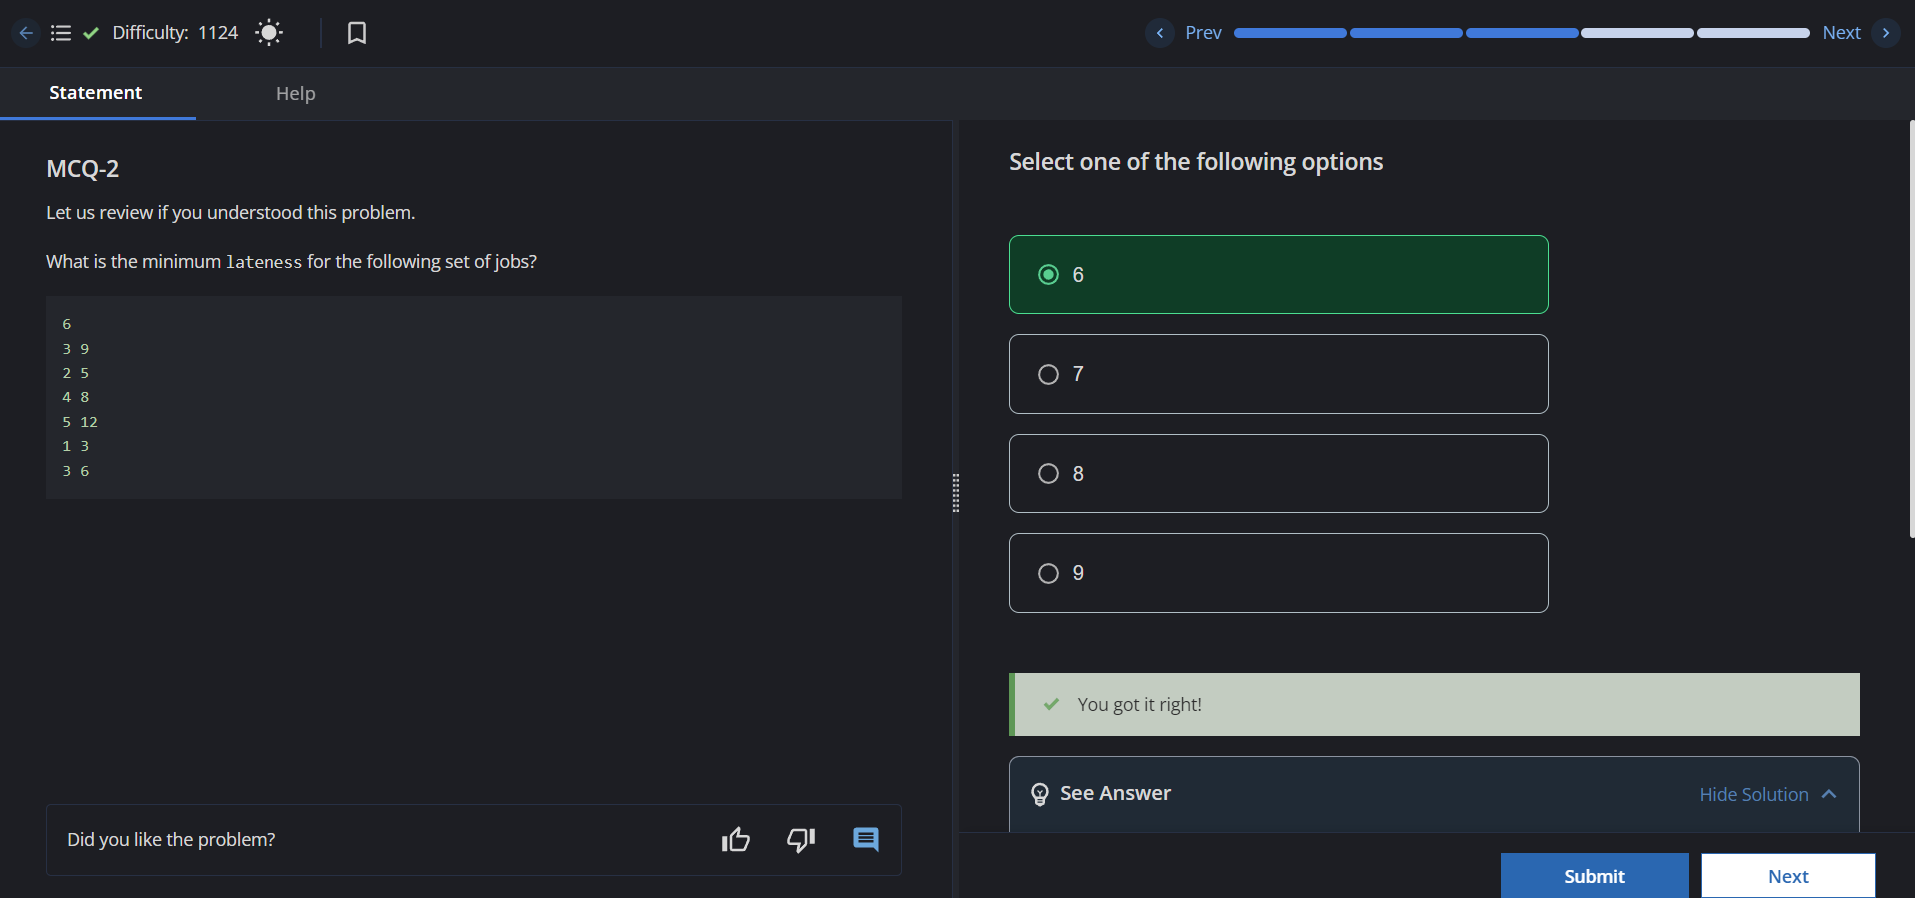 Difficulty: 1124
Prev
Next
Statement
Help
MCQ-2
Let us review if you understood this problem.
What is the minimum lateness for the following set of jobs?
6
3 9
2 5
4 8
5 12
1 3
3 6
Did you like the problem?
Select one of the following options
6
7
8
9
You got it right!
See Answer
Hide Solution
Submit
Next